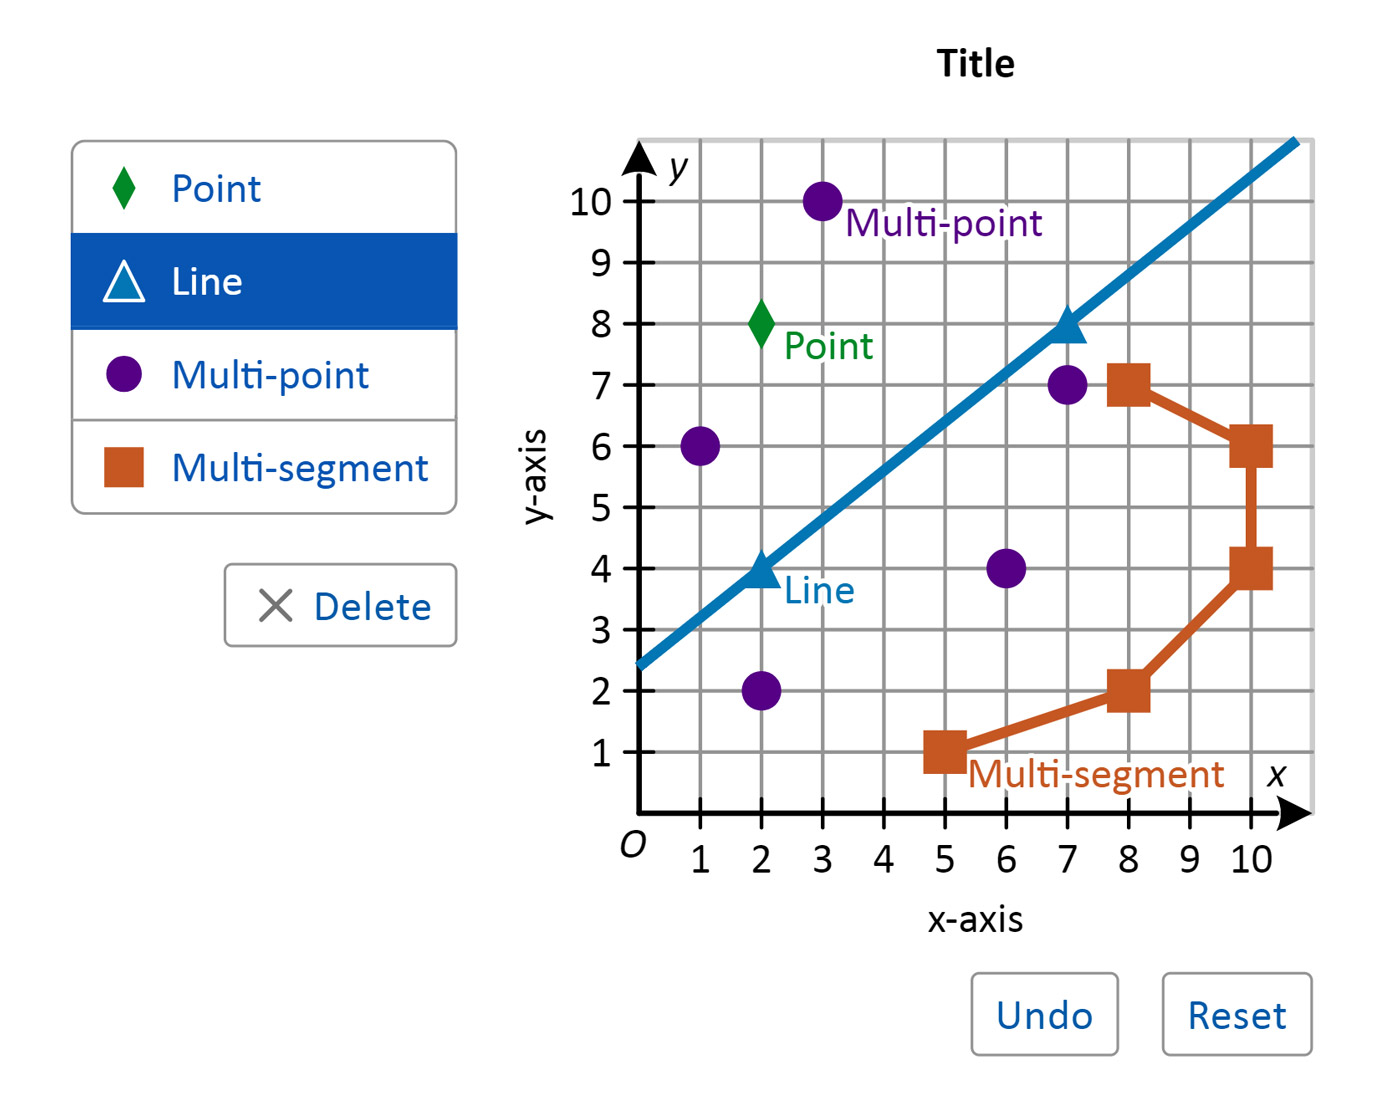 Title
Point
Line
Multi-point
Multi-segment
Delete
y
10
9
8
7
6
5
4
3
2
1
y-axis
Multi-point
Point
Line
Multi-segment
x
O
1 2 3 4 5 6 7 8 9 10
x-axis
Undo
Reset